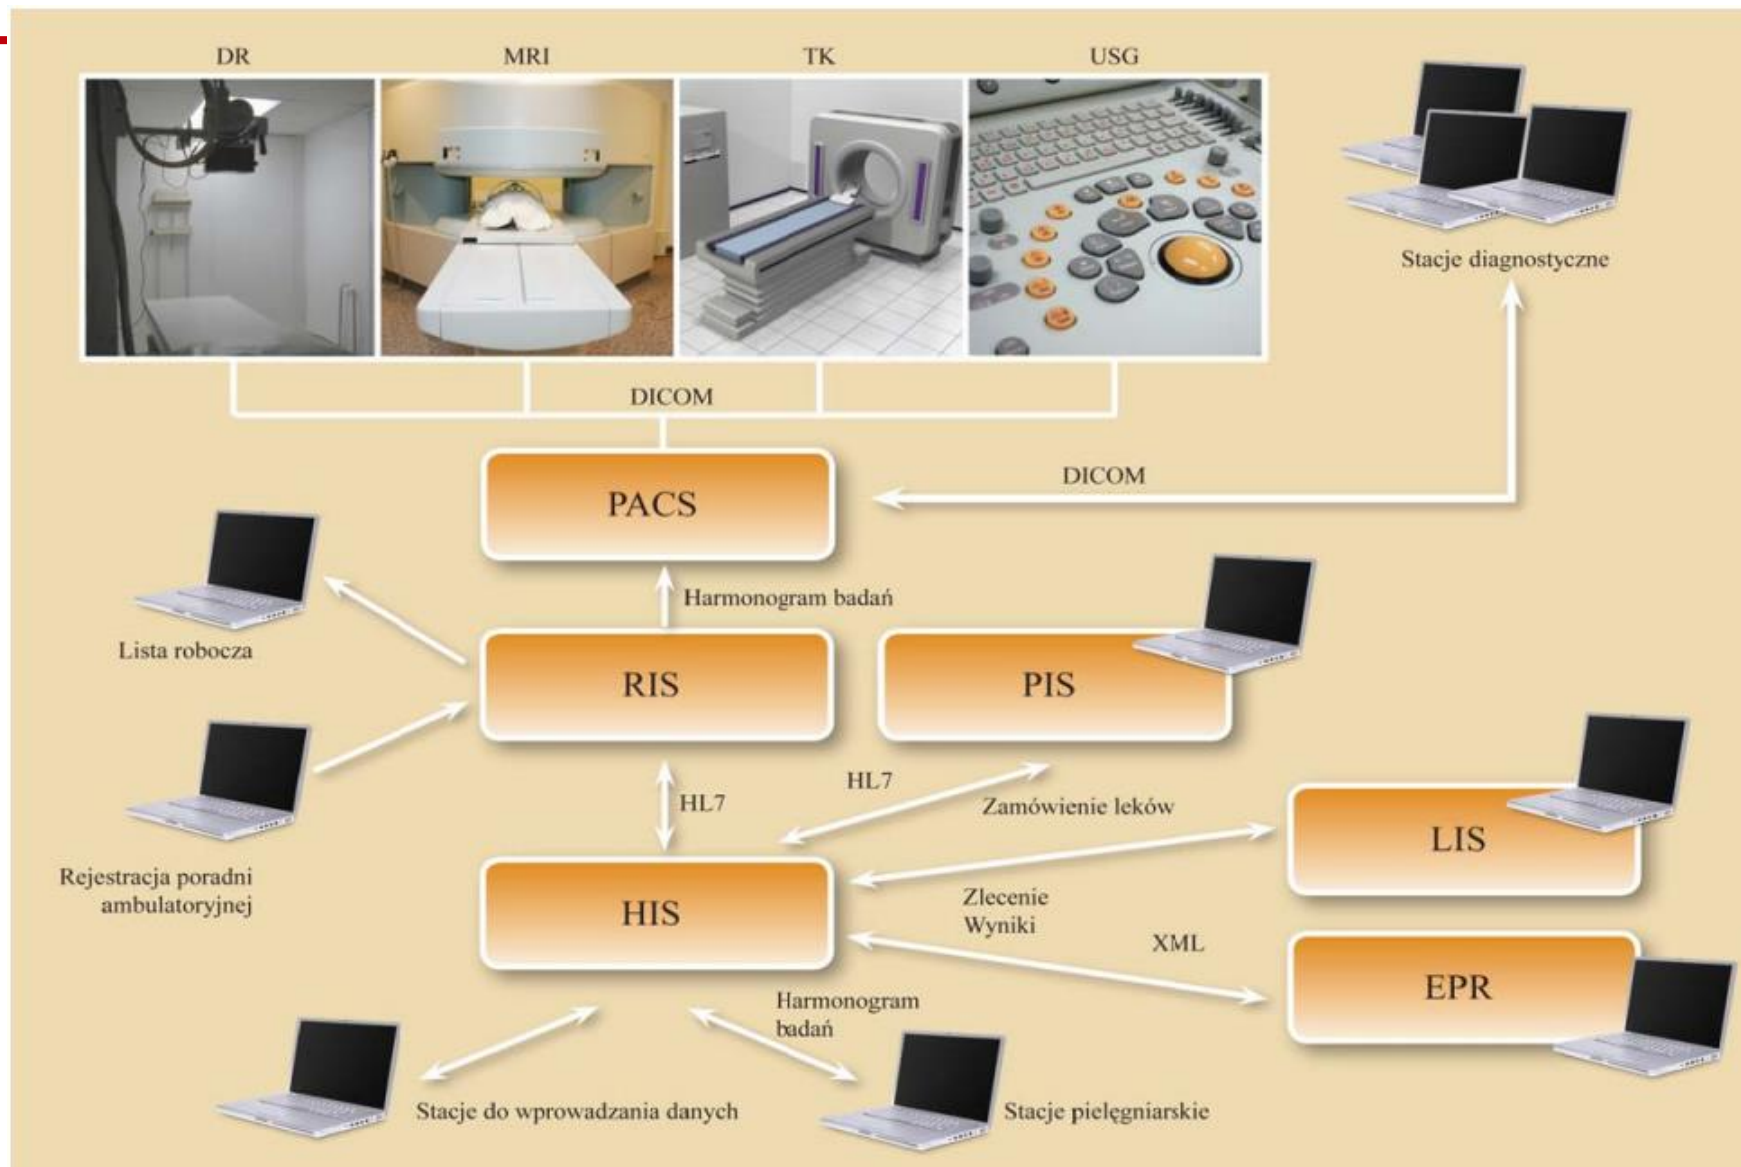 DR
MRI
TK
USG
Stacje diagnostyczne
DICOM
DICOM
PACS
Harmonogram badań
Lista robocza
RIS
PIS
HL7
HL7
Zamówienie leków
LIS
Rejestracja poradni
ambulatoryjnej
HIS
Zlecenie
Wyniki
XML
EPR
Harmonogram
badań
Stacje do wprowadzania danych
Stacje pielęgniarskie